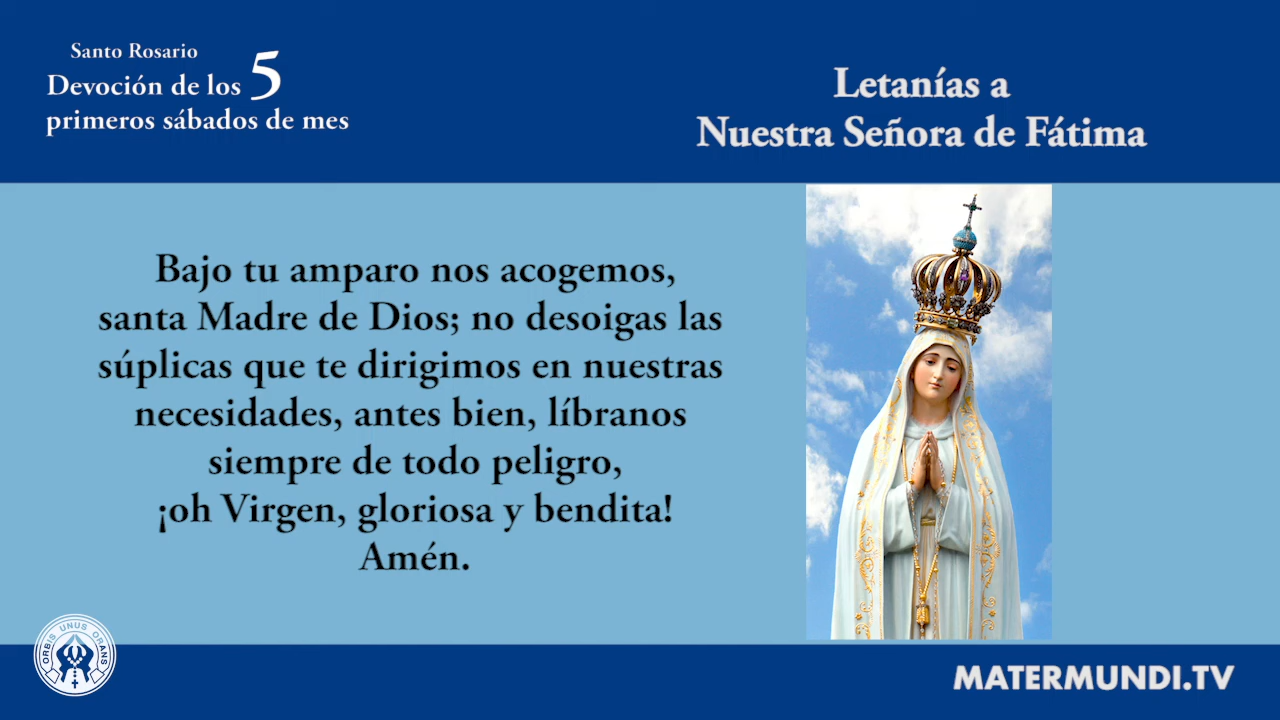 Santo Rosario
Devoción de los 5
primeros sábados de mes
Letanías a
Nuestra Señora de Fátima
Bajo tu amparo nos acogemos,
santa Madre de Dios; no desoigas las
súplicas que te dirigimos en nuestras
necesidades, antes bien, líbranos
siempre de todo peligro,
¡oh Virgen, gloriosa y bendita!
Amén.
ORBIS UNUS ORANS
MATERMUNDI.TV